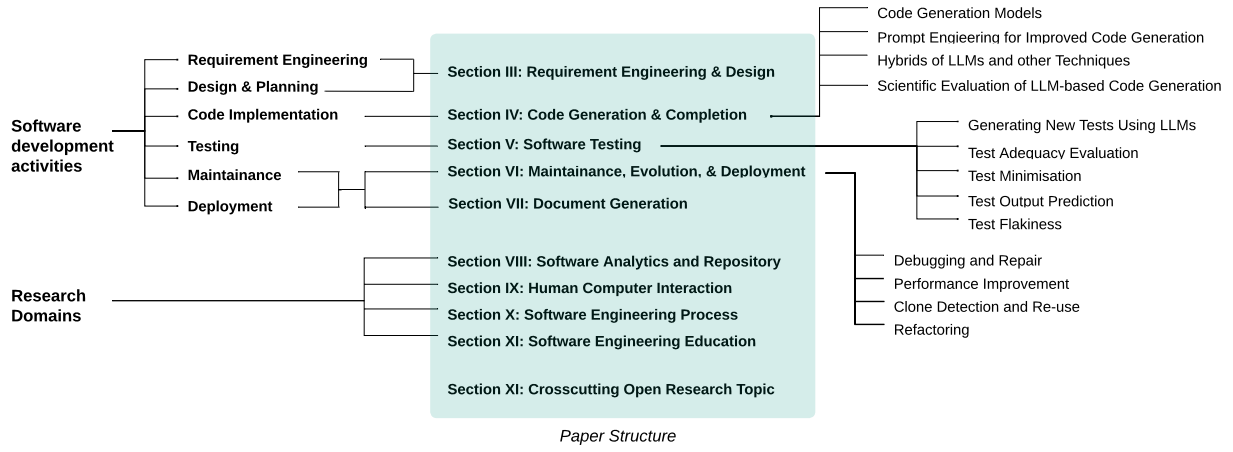 Software
development
activities
Requirement Engineering
Design & Planning
Code Implementation
Testing
Maintainance
Deployment
Research
Domains
Section III: Requirement Engineering & Design
Section IV: Code Generation & Completion
Section V: Software Testing
Section VI: Maintainance, Evolution, & Deployment
Section VII: Document Generation
Section VIII: Software Analytics and Repository
Section IX: Human Computer Interaction
Section X: Software Engineering Process
Section XI: Software Engineering Education
Section XI: Crosscutting Open Research Topic
Code Generation Models
Prompt Engieering for Improved Code Generation
Hybrids of LLMs and other Techniques
Scientific Evaluation of LLM-based Code Generation
Generating New Tests Using LLMs
Test Adequacy Evaluation
Test Minimisation
Test Output Prediction
Test Flakiness
Debugging and Repair
Performance Improvement
Clone Detection and Re-use
Refactoring
Paper Structure